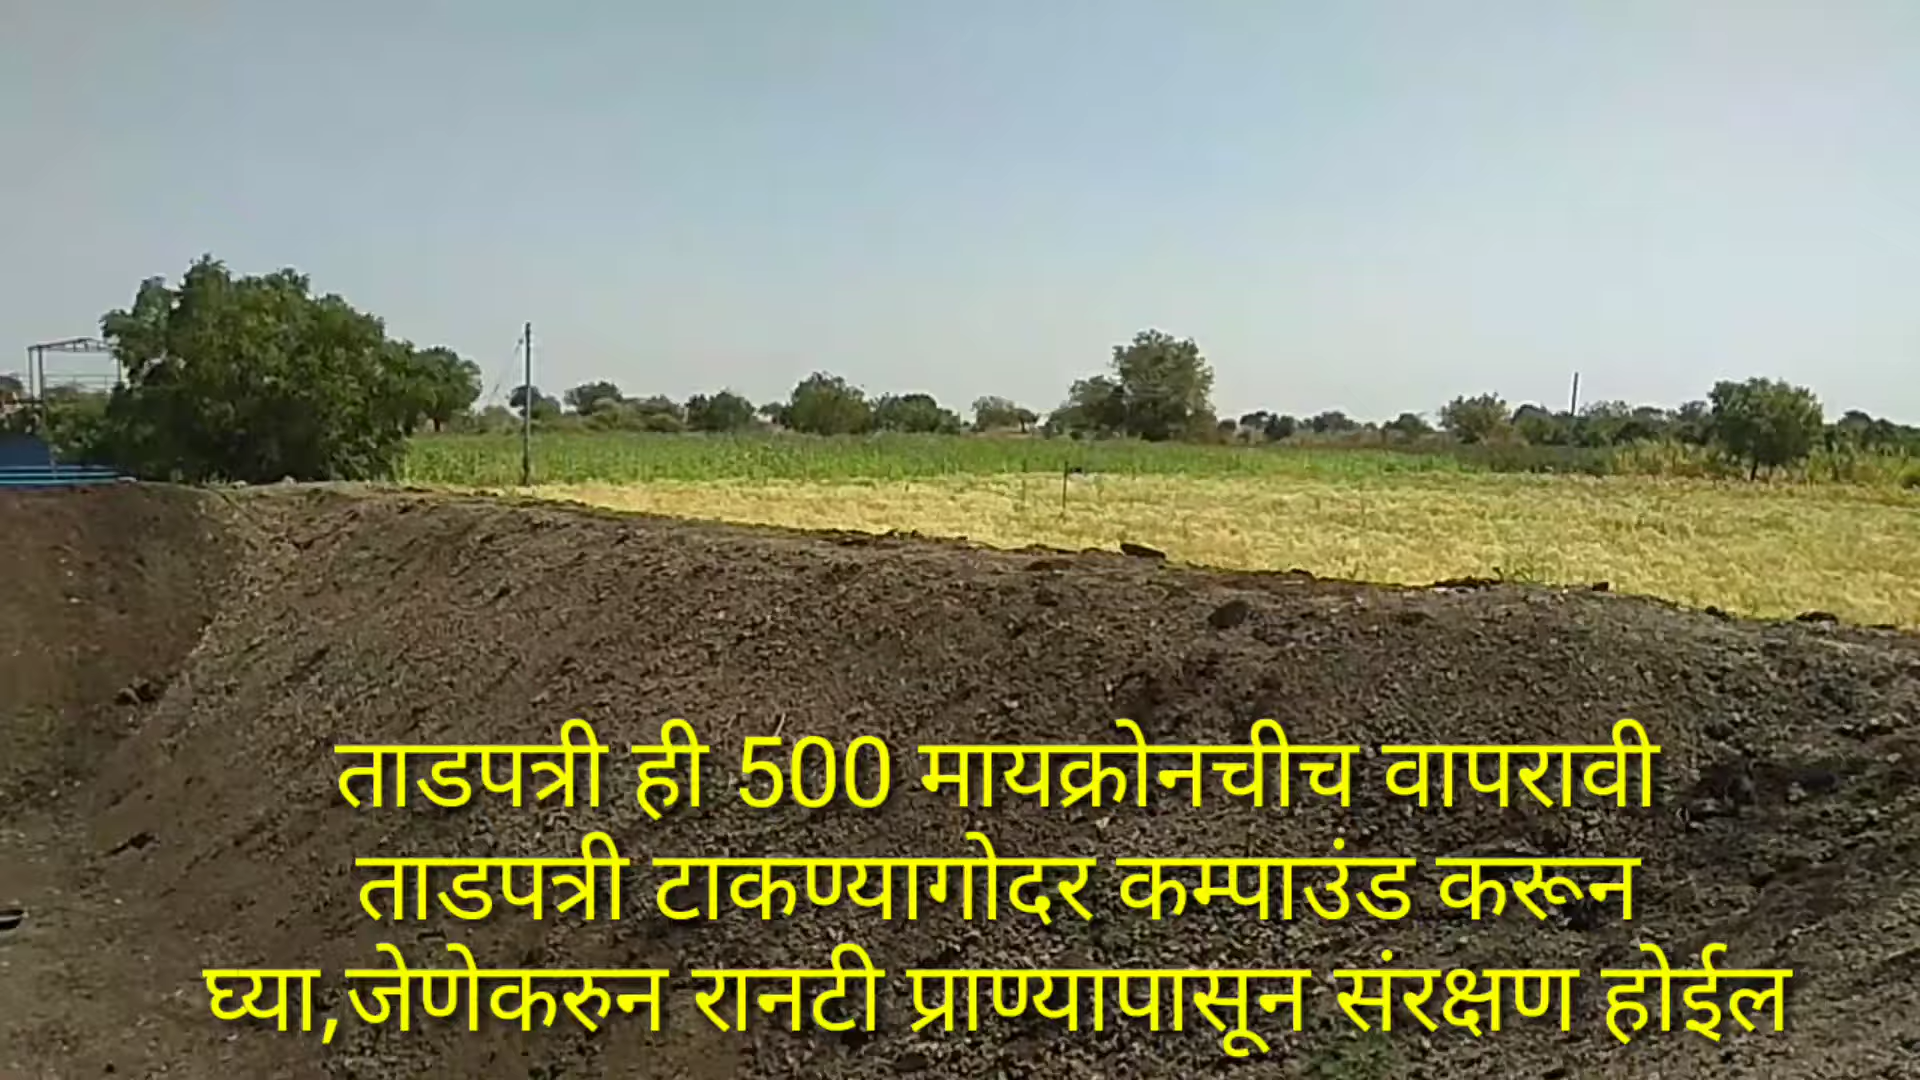 ताडपत्री ही 500 मायक्रोनचीच वापरावी
ताडपत्री टाकण्यागोदर कम्पाउंड करून
घ्या,जेणेकरुन रानटी प्राण्यापासून संरक्षण होईल